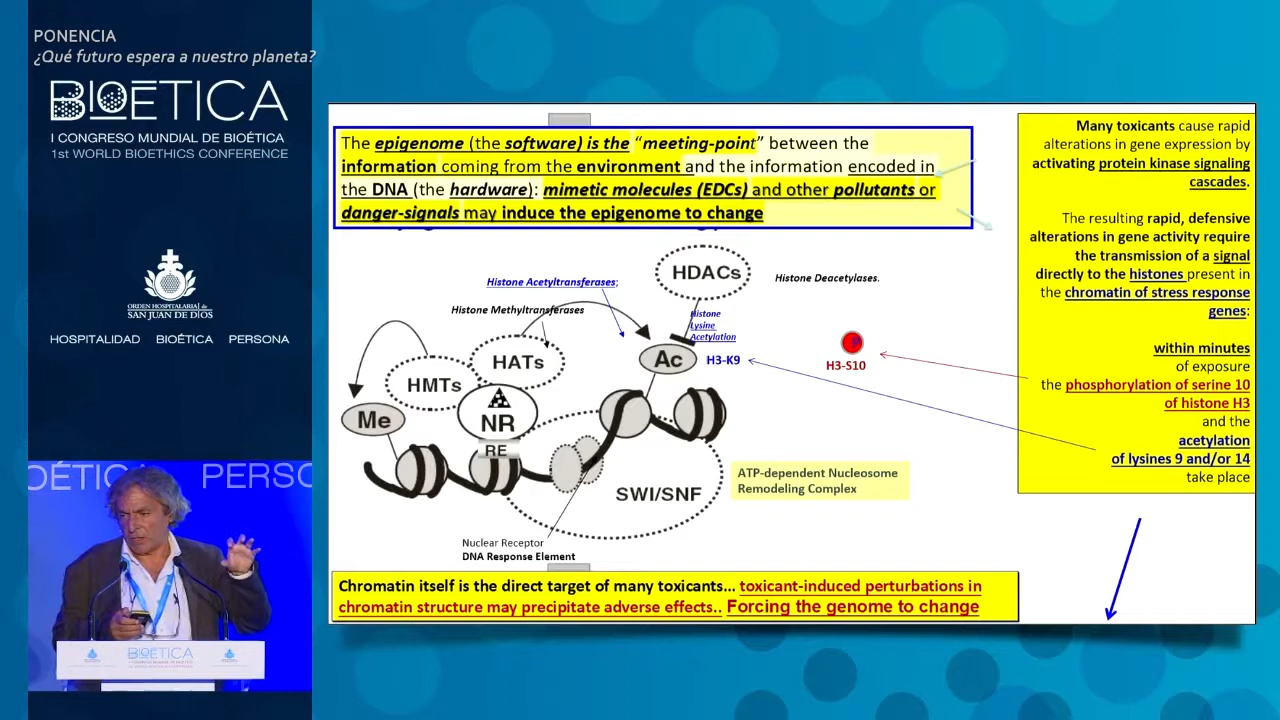 PONENCIA
¿Qué futuro espera a nuestro planeta?
BIOÉTICA
I CONGRESO MUNDIAL DE BIOÉTICA
1st WORLD BIOETHICS CONFERENCE
ORDEN HOSPITALARIA de
SAN JUAN DE DÍOS
HOSPITALIDAD BIOÉTICA PERSONA
OÉTICA PERSO
BIOÉTICA
The epigenome (the software) is the “meeting-point” between the
information coming from the environment and the information encoded in
the DNA (the hardware): mimetic molecules (EDCs) and other pollutants or
danger-signals may induce the epigenome to change
HDACs
Histone Deacetylases.
Histone Acetyltransferases;
Histone Methyltransferases
Histone
Lysine
Acetylation
HATs
Ac
H3-K9
H3-S10
P
HMTs
Me
NR
RE
SWI/SNF
ATP-dependent Nucleosome
Remodeling Complex
Nuclear Receptor
DNA Response Element
Many toxicants cause rapid
alterations in gene expression by
activating protein kinase signaling
cascades.
The resulting rapid, defensive
alterations in gene activity require
the transmission of a signal
directly to the histones present in
the chromatin of stress response
genes:
within minutes
of exposure
the phosphorylation of serine 10
of histone H3
and the
acetylation
of lysines 9 and/or 14
take place
Chromatin itself is the direct target of many toxicants... toxicant-induced perturbations in
chromatin structure may precipitate adverse effects.. Forcing the genome to change